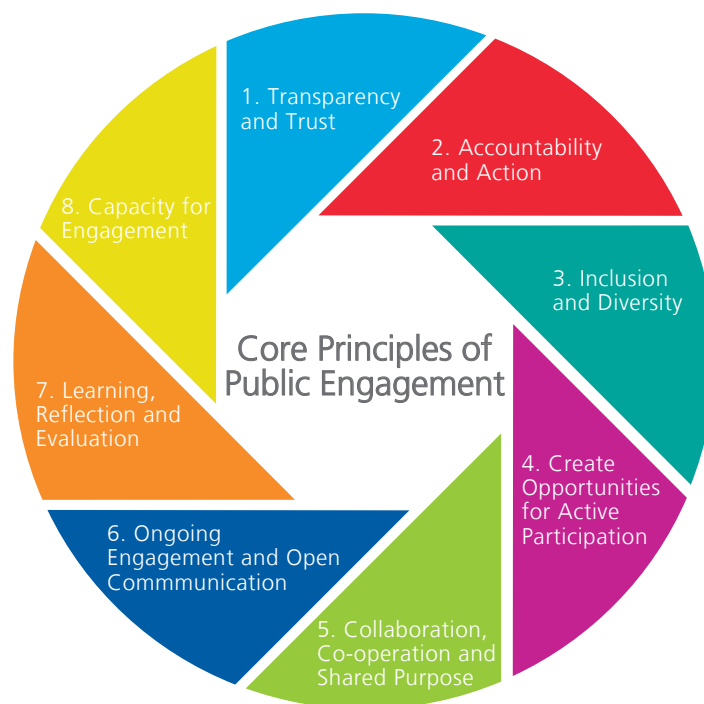 1. Transparency
and Trust
2. Accountability
and Action
3. Inclusion
and Diversity
4. Create
Opportunities
for Active
Participation
5. Collaboration,
Co-operation and
Shared Purpose
6. Ongoing
Engagement and Open
Commmunication
7. Learning,
Reflection and
Evaluation
8. Capacity for
Engagement
Core Principles of
Public Engagement